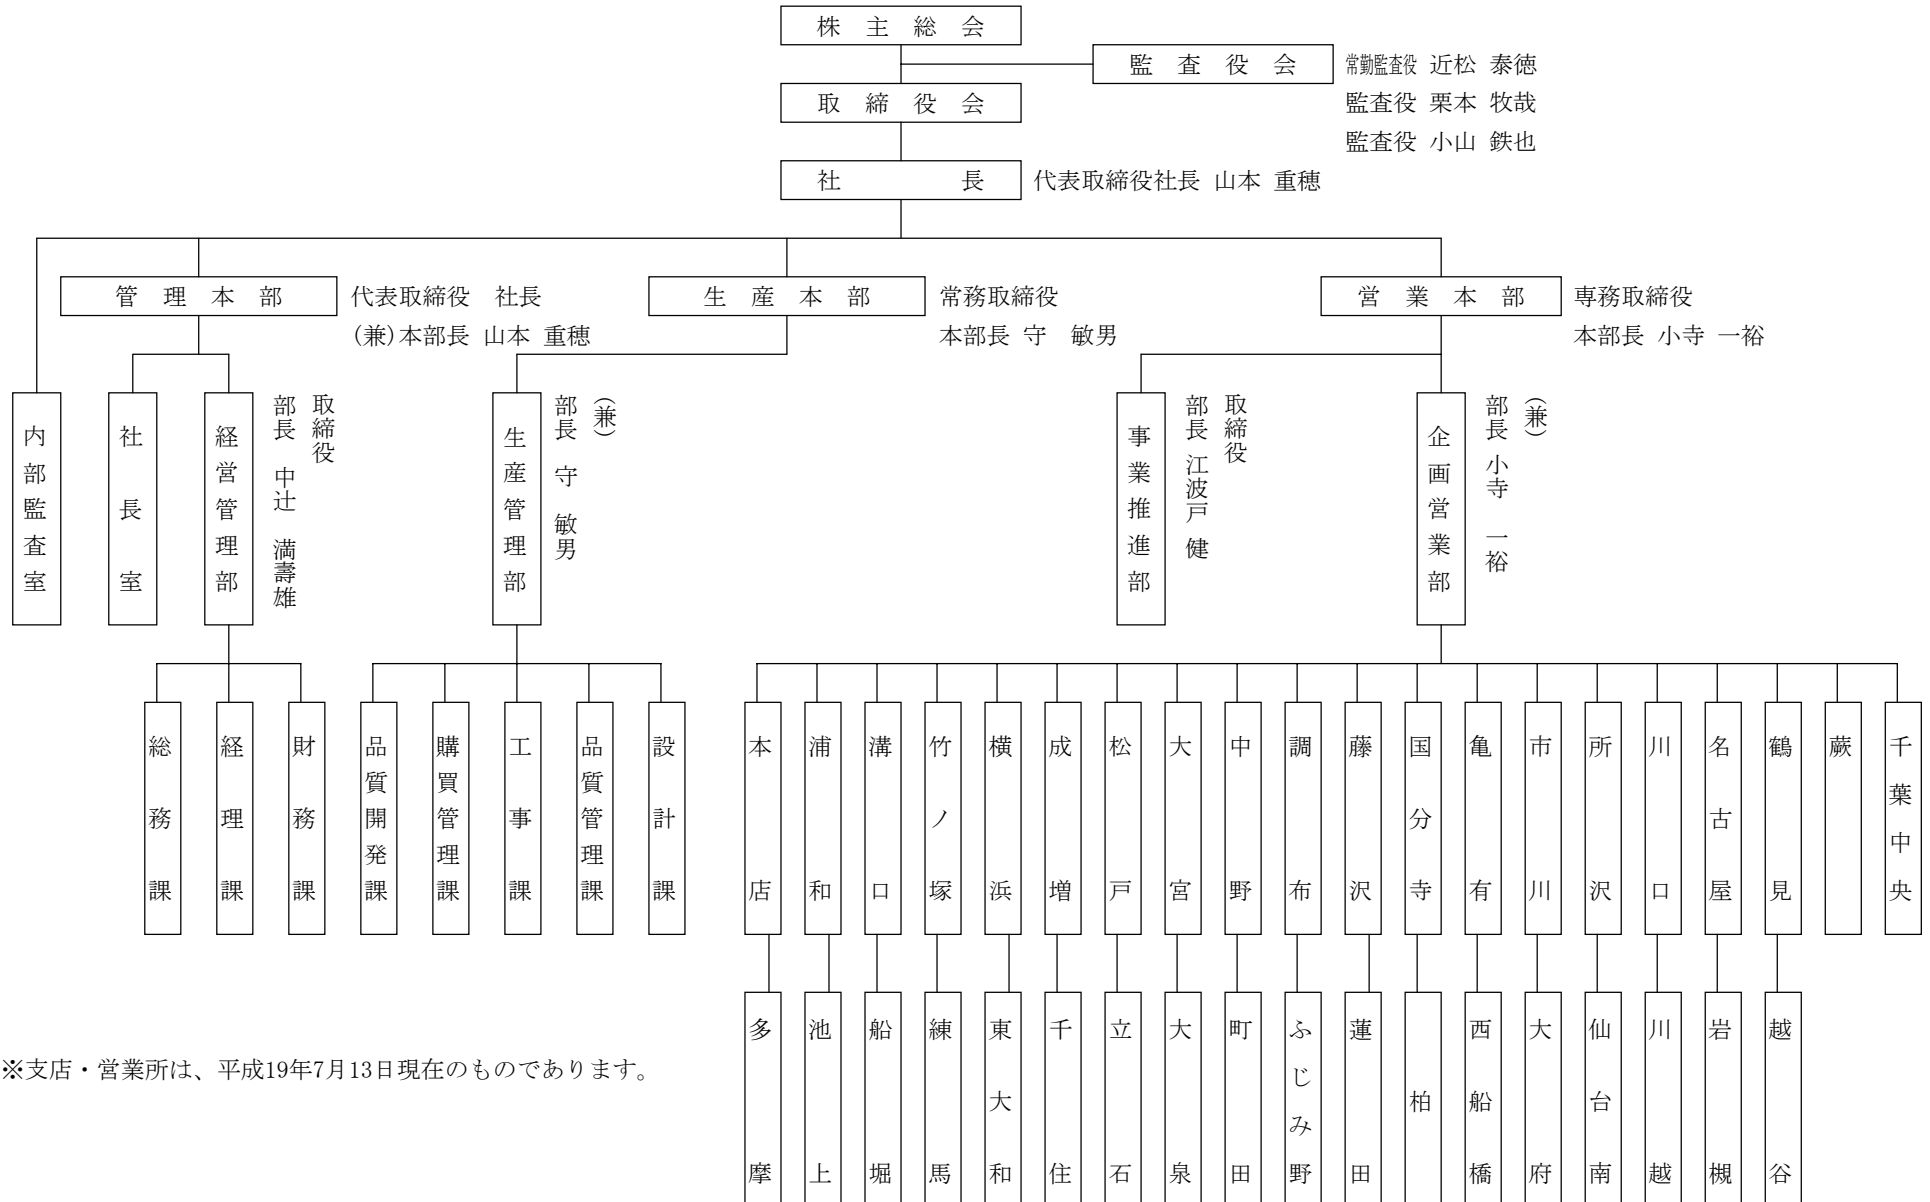 株主総会
監査役会
常勤監査役 近松 泰徳
取締役会
監査役 栗本 牧哉
監査役 小山 鉄也
社長
代表取締役社長 山本 重穂
管理本部
代表取締役 社長
(兼)本部長 山本 重穂
生産本部
常務取締役
本部長 守 敏男
営業本部
専務取締役
本部長 小寺 一裕
内部監査室
社長室
経営管理部
取締役
部長 中辻 満壽雄
生産管理部
(兼)
部長 守 敏男
事業推進部
取締役
部長 江波戸 健
企画営業部
(兼)
部長 小寺 一裕
総務課
経理課
財務課
品質開発課
購買管理課
工事課
品質管理課
設計課
本店
浦和
溝口
竹ノ塚
横浜
成増
松戸
大宮
中野
調布
藤沢
国分寺
亀有
市川
所沢
川口
名古屋
鶴見
蕨
千葉中央
多摩
池上
船堀
練馬
東大和
千住
立石
大泉
町田
ふじみ野
蓮田
柏
西船橋
大府
仙台南
川越
岩槻
越谷
※支店・営業所は、平成19年7月13日現在のものであります。